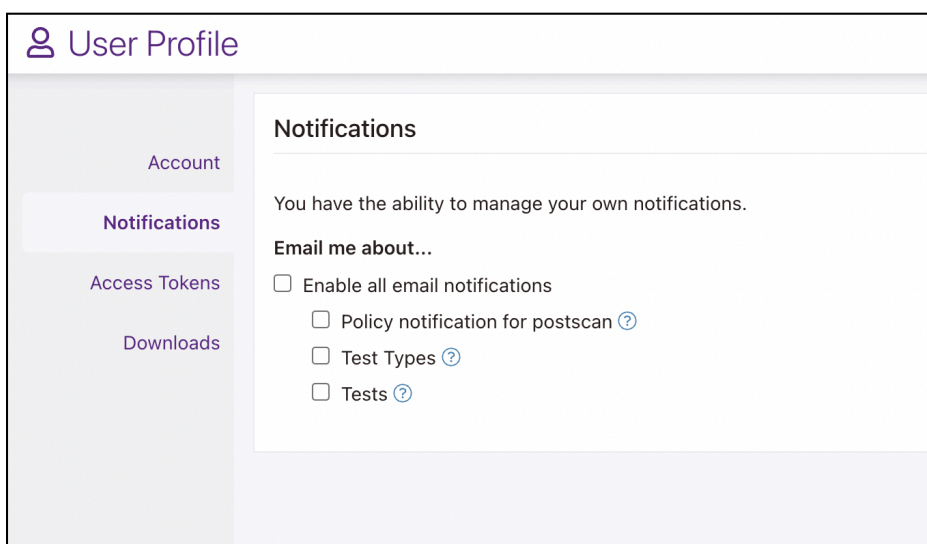 User Profile
Account
Notifications
Access Tokens
Downloads
Notifications
You have the ability to manage your own notifications.
Email me about...
Enable all email notifications
Policy notification for postscan ?
Test Types ?
Tests ?